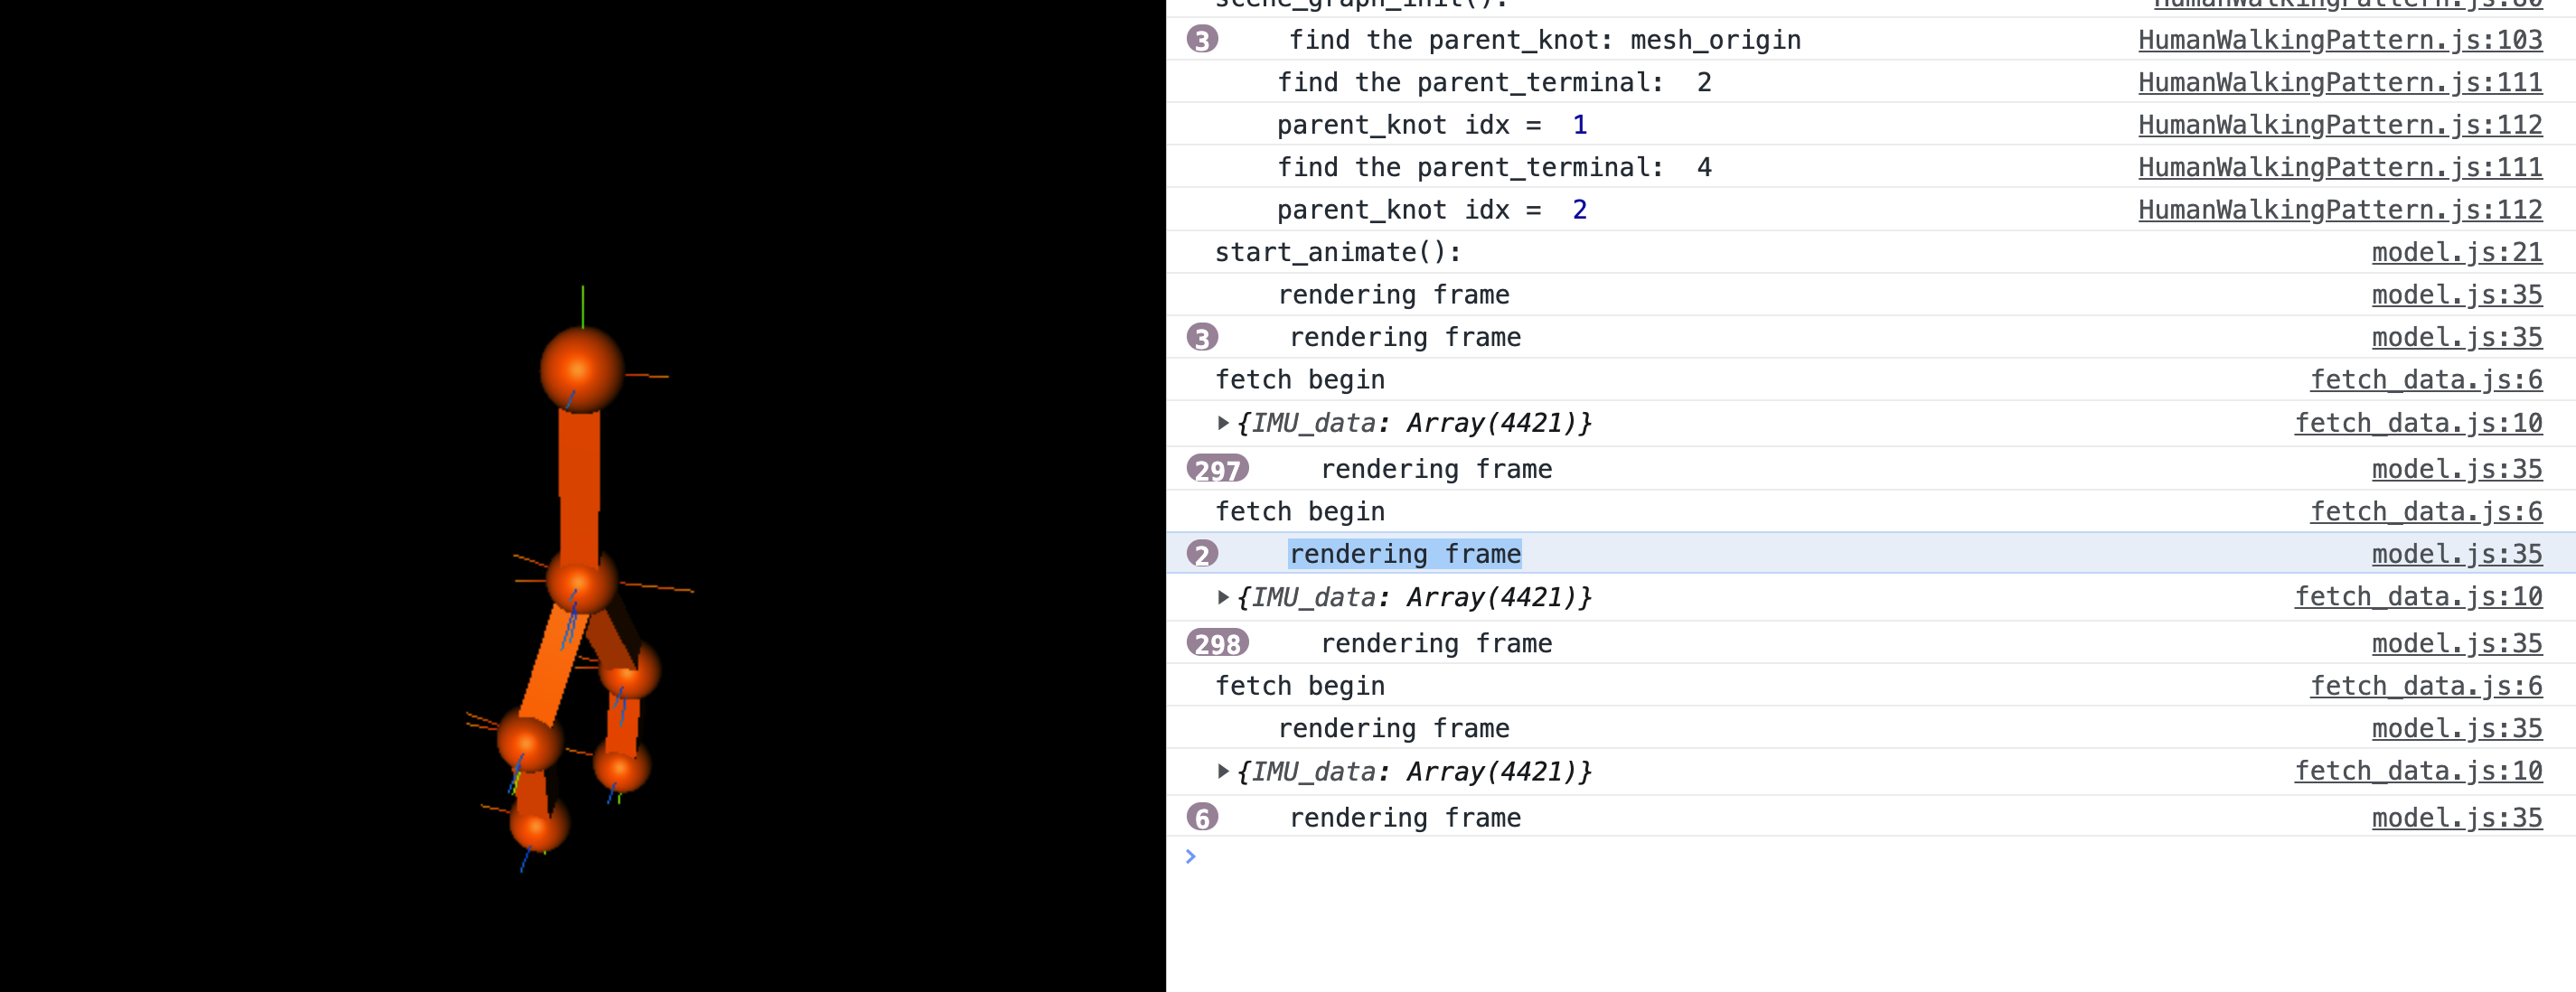 scene_graph_init(): HumanWalkingPattern.js:80
3 find the parent_knot: mesh_origin HumanWalkingPattern.js:103
find the parent_terminal: 2 HumanWalkingPattern.js:111
parent_knot idx = 1 HumanWalkingPattern.js:112
find the parent_terminal: 4 HumanWalkingPattern.js:111
parent_knot idx = 2 HumanWalkingPattern.js:112
start_animate(): model.js:21
rendering frame model.js:35
3 rendering frame model.js:35
fetch begin fetch_data.js:6
▶{IMU_data: Array(4421)} fetch_data.js:10
297 rendering frame model.js:35
fetch begin fetch_data.js:6
2 rendering frame model.js:35
▶{IMU_data: Array(4421)} fetch_data.js:10
298 rendering frame model.js:35
fetch begin fetch_data.js:6
rendering frame model.js:35
▶{IMU_data: Array(4421)} fetch_data.js:10
6 rendering frame model.js:35